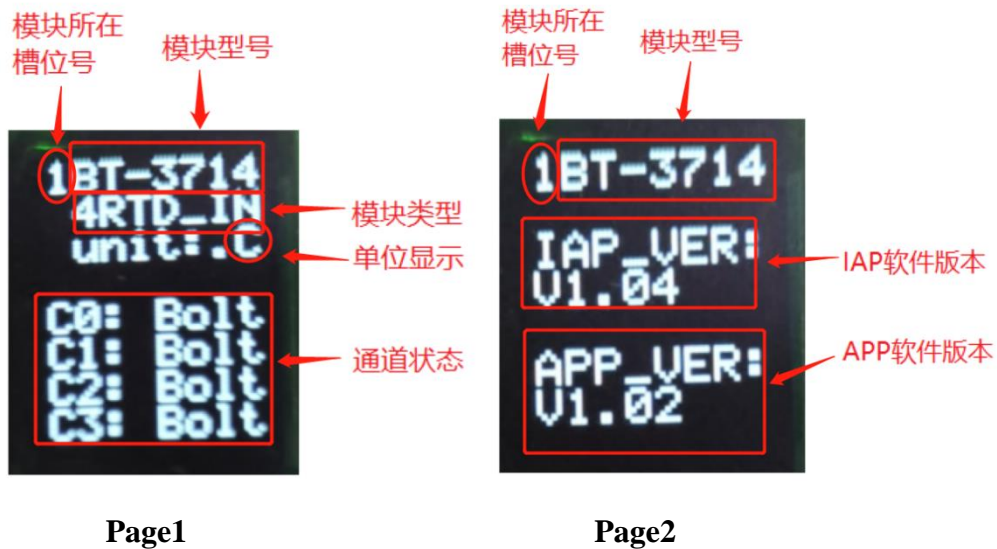 模块所在
槽位号
模块型号
1BT-3714
4RTD_IN
unit:.C
模块类型
单位显示
C0: Bolt
C1: Bolt
C2: Bolt
C3: Bolt
通道状态
Page1
模块所在
槽位号
模块型号
1BT-3714
IAP_VER:
V1.04
IAP软件版本
APP_VER:
V1.02
APP软件版本
Page2